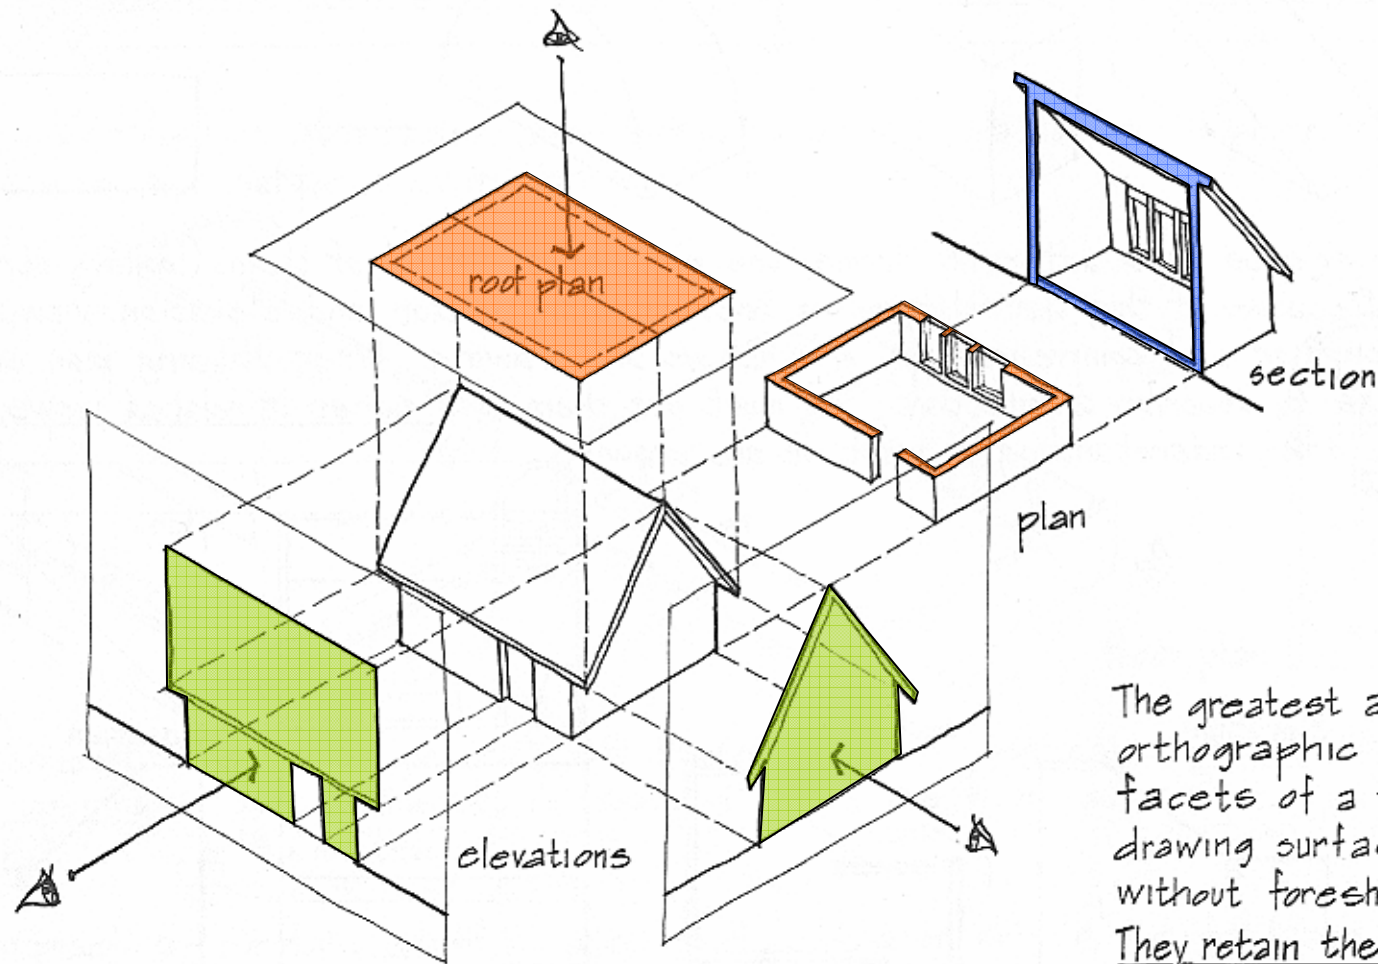 roof plan
section
plan
elevations
The greatest a
orthographic
facets of a
drawing surfa
without foresh
They retain the